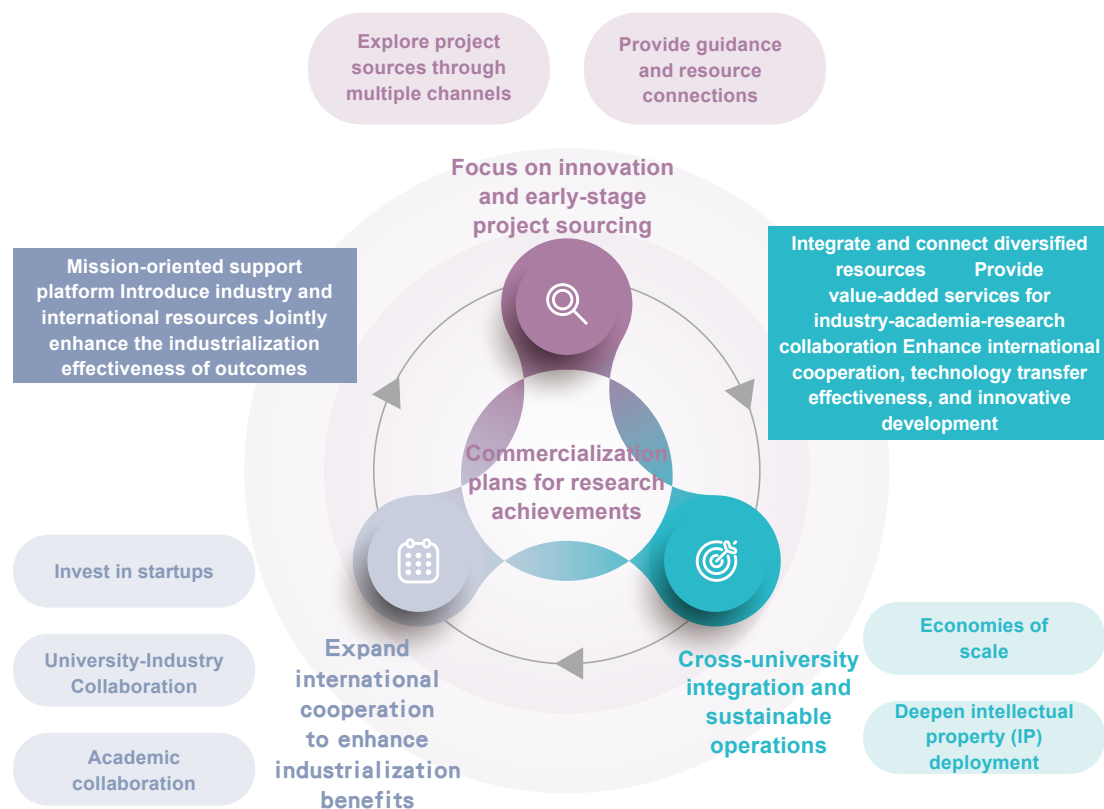 Explore project
sources through
multiple channels
Provide guidance
and resource
connections
Focus on innovation
and early-stage
project sourcing
Mission-oriented support
platform Introduce industry and
international resources Jointly
enhance the industrialization
effectiveness of outcomes
Integrate and connect diversified
resources Provide
value-added services for
industry-academia-research
collaboration Enhance international
cooperation, technology transfer
effectiveness, and innovative
development
Commercialization
plans for research
achievements
Invest in startups
University-Industry
Collaboration
Academic
collaboration
Expand
international
cooperation
to enhance
industrialization
benefits
Cross-university
integration and
sustainable
operations
Economies of
scale
Deepen intellectual
property (IP)
deployment